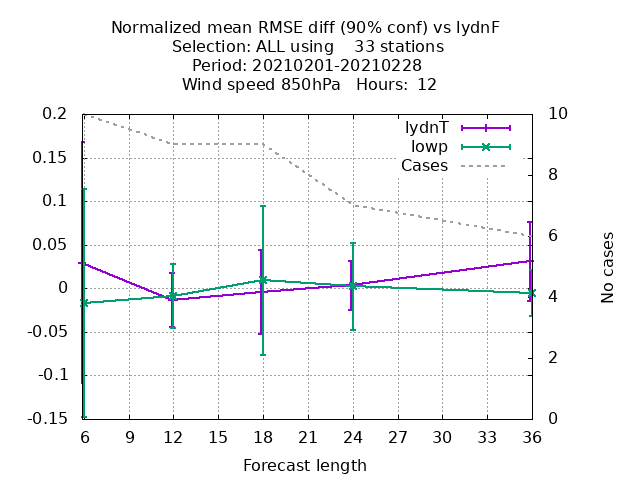 Normalized mean RMSE diff (90% conf) vs lydnF
Selection: ALL using    33 stations
Period: 20210201-20210228
Wind speed 850hPa   Hours:  12
0.2
0.15
0.1
0.05
0
-0.05
-0.1
-0.15
lydnT
lowp
Cases
10
8
6
4
2
0
No cases
6 9 12 15 18 21 24 27 30 33 36
Forecast length